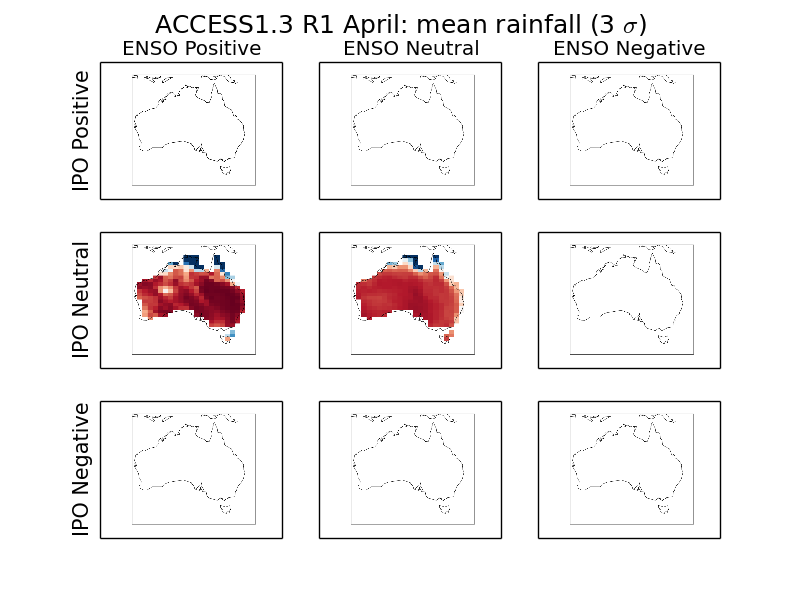 ACCESS1.3 R1 April: mean rainfall (3 σ)
ENSO Positive ENSO Neutral ENSO Negative
IPO Positive
IPO Neutral
IPO Negative